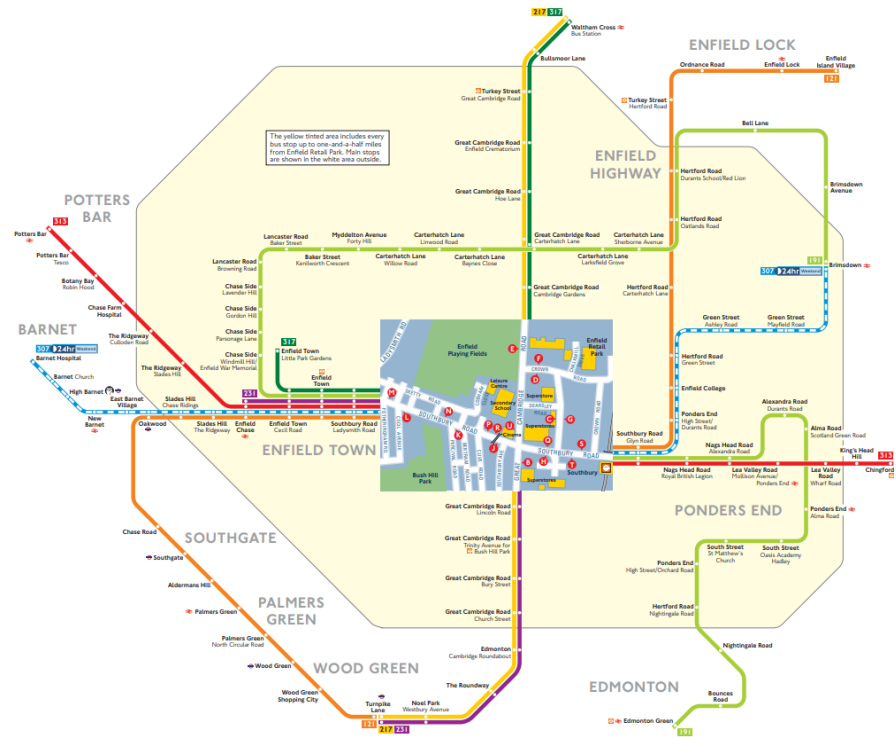 217 317
Waltham Cross
Bus Station
Bullsmoor Lane
ENFIELD LOCK
Ordnance Road
Enfield Lock
Enfield
Island Village
121
Turkey Street
Great Cambridge Road
Turkey Street
Hertford Road
The yellow tinted area includes every
bus stop up to one-and-a-half miles
from Enfield Retail Park. Main stops
are shown in the white area outside.
Great Cambridge Road
Enfield Crematorium
Bell Lane
ENFIELD
HIGHWAY
Hertford Road
Durants School/Red Lion
Great Cambridge Road
Hoe Lane
Brimsdown
Avenue
POTTERS
BAR
313
Potters Bar
Potters Bar
Tesco
Botany Bay
Robin Hood
Chase Farm
Hospital
The Ridgeway
Culloden Road
The Ridgeway
Slades Hill
Lancaster Road
Baker Street
Myddelton Avenue
Forty Hill
Carterhatch Lane
Linwood Road
Great Cambridge Road
Carterhatch Lane
Carterhatch Lane
Sherborne Avenue
Hertford Road
Oatlands Road
Lancaster Road
Browning Road
Baker Street
Kenilworth Crescent
Carterhatch Lane
Willow Road
Carterhatch Lane
Baynes Close
Carterhatch Lane
Larksfield Grove
191
Brimsdown
307 24hr Weekend
Chase Side
Lavender Hill
Chase Side
Gordon Hill
Chase Side
Parsonage Lane
Chase Side
Windmill Hill/
Enfield War Memorial
Great Cambridge Road
Cambridge Gardens
Hertford Road
Carterhatch Lane
Green Street
Ashley Road
Green Street
Mayfield Road
317
Enfield Town
Little Park Gardens
Enfield
Town
231
BARNET
307 24hr Weekend
Barnet Hospital
Barnet Church
High Barnet
New
Barnet
East Barnet
Village
Oakwood
Slades Hill
Chase Ridings
Slades Hill
The Ridgeway
Enfield
Chase
Enfield Town
Cecil Road
Southbury Road
Ladysmith Road
ENFIELD TOWN
LADYSMITH RD
Enfield
Playing Fields
Enfield
Retail
Park
E
F
D
CROWN
ROAD
ROAD
CAMBRIDGE
GREAT
Leisure
Centre
Secondary
School
Superstore
Superstores
Superstores
Cinema
SOUTHBURY
ROAD
SOUTHBURY
ROAD
M
L
N
K
P
R
U
J
C
G
Q
S
B
H
T
Southbury
Bush Hill
Park
Hertford Road
Green Street
Enfield College
Ponders End
High Street/
Durants Road
Southbury Road
Glyn Road
Alexandra Road
Durants Road
Nags Head Road
Alexandra Road
Alma Road
Scotland Green Road
King's Head
Hill
313
Chingford
Nags Head Road
Royal British Legion
Lea Valley Road
Mollison Avenue/
Ponders End
Lea Valley
Road
Wharf Road
PONDERS END
Ponders End
Alma Road
South Street
St Matthew's
Church
South Street
Oasis Academy
Hadley
Ponders End
High Street/Orchard Road
Hertford Road
Nightingale Road
Nightingale Road
EDMONTON
Bounces
Road
Edmonton Green
191
Great Cambridge Road
Lincoln Road
Great Cambridge Road
Trinity Avenue for
Bush Hill Park
Great Cambridge Road
Bury Street
Great Cambridge Road
Church Street
Edmonton
Cambridge Roundabout
The Roundway
SOUTHGATE
Chase Road
Southgate
Aldermans Hill
PALMERS
GREEN
Palmers Green
Palmers Green
North Circular Road
Wood Green
WOOD GREEN
Wood Green
Shopping City
Turnpike
Lane
Noel Park
Westbury Avenue
121
217 231